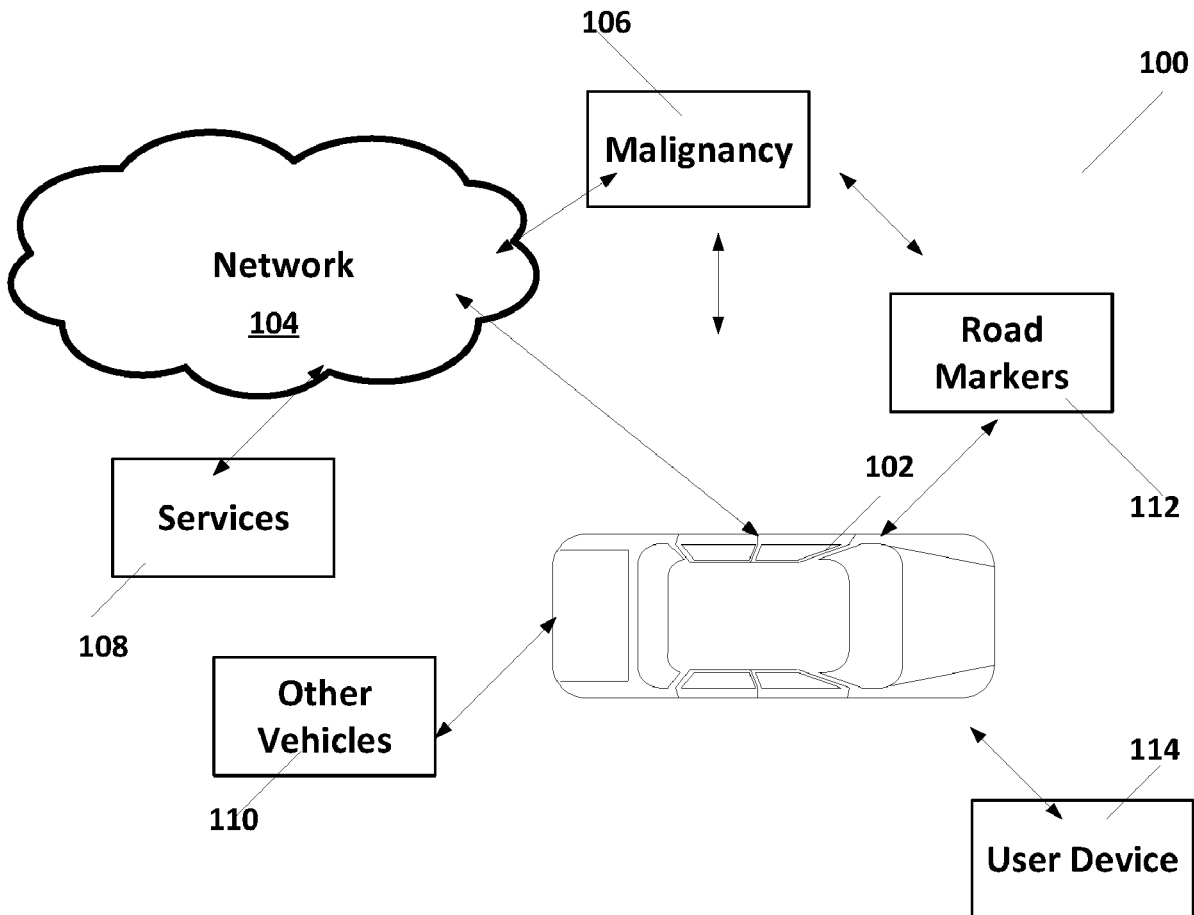 106
100
Malignancy
Network
104
Road
Markers
102
112
Services
108
Other
Vehicles
110
114
User Device